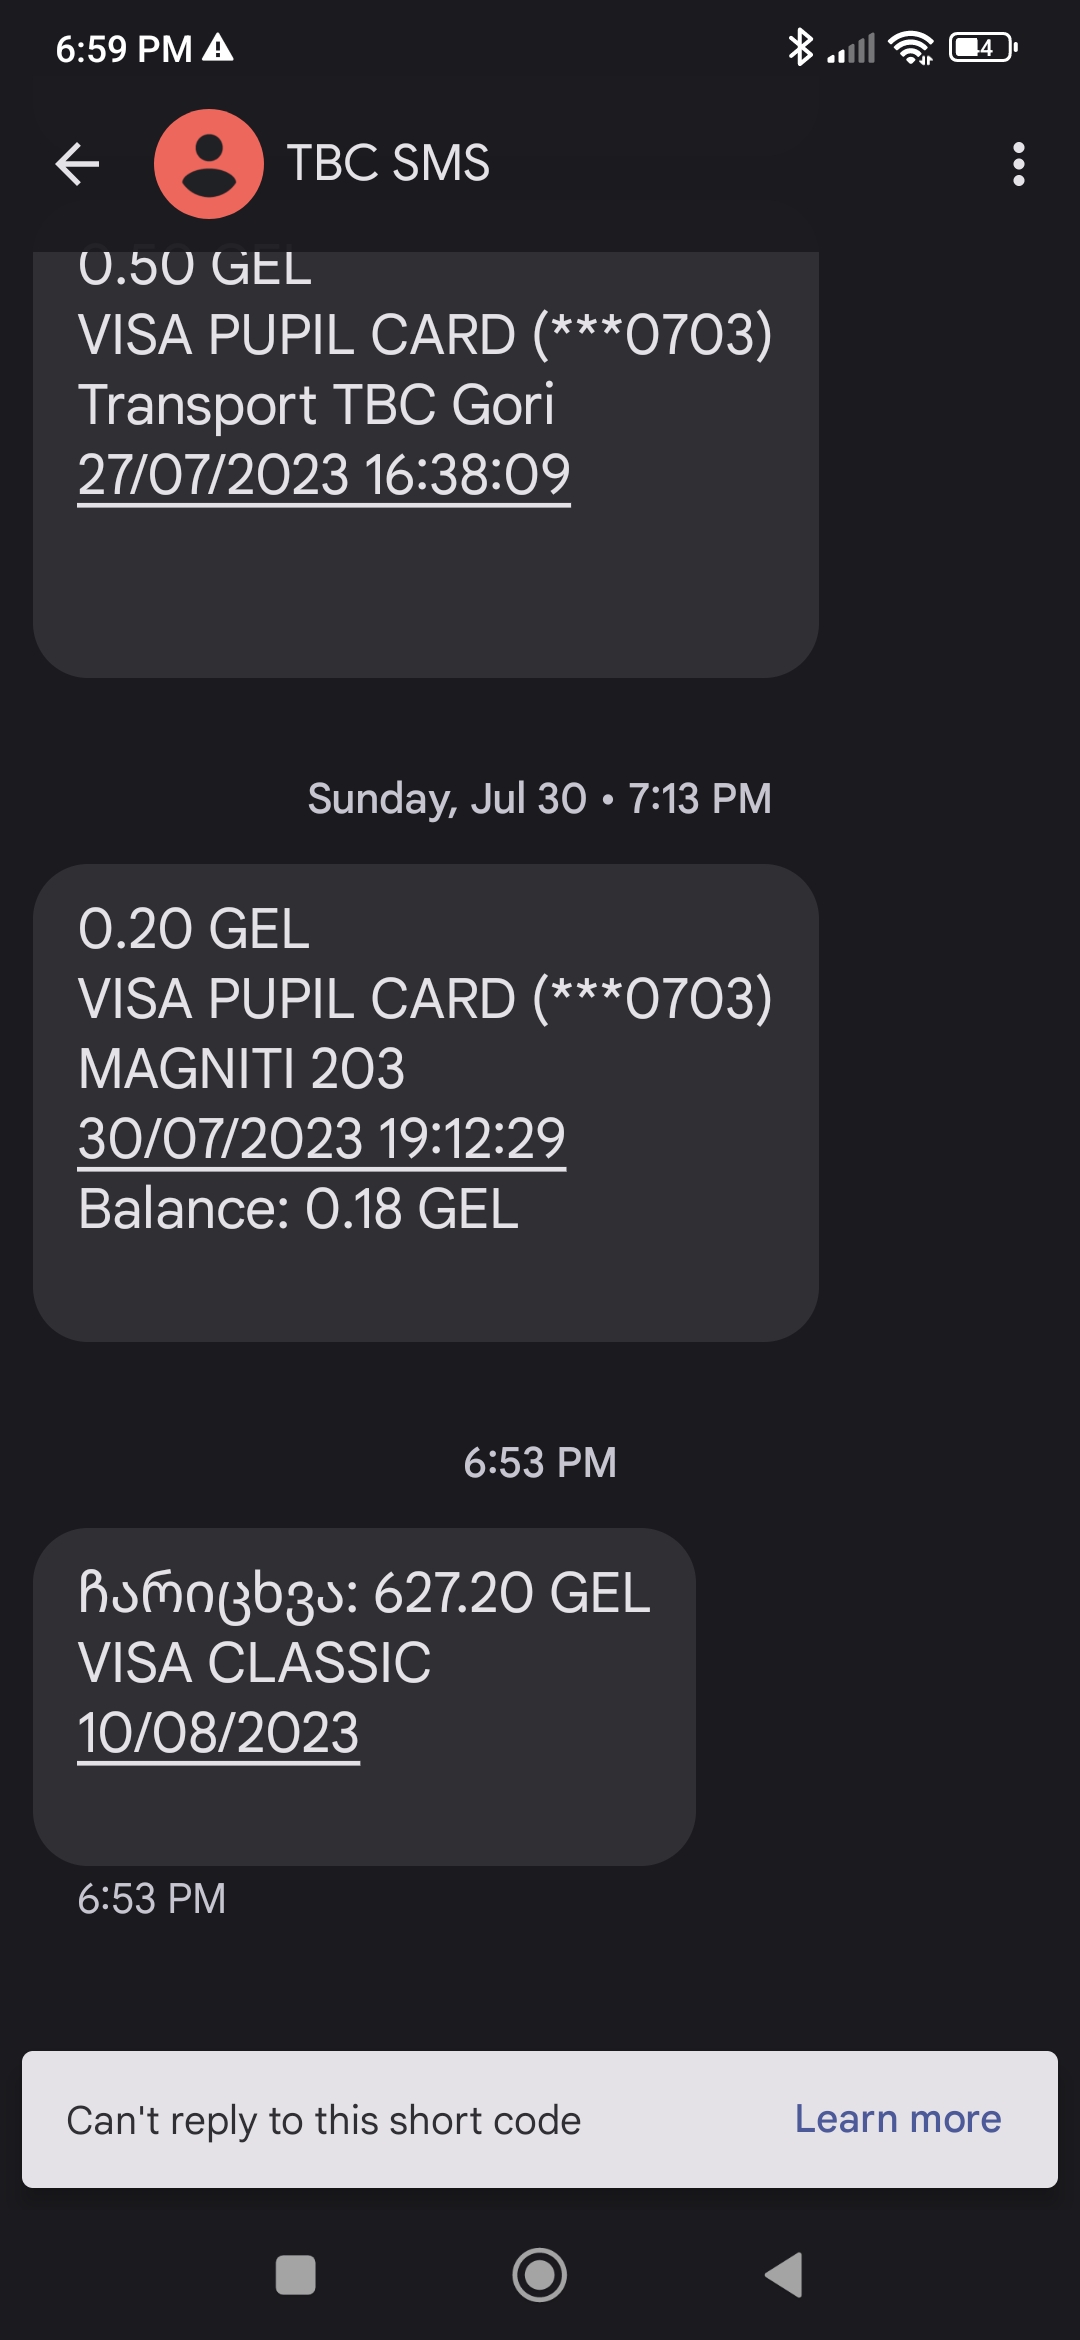 6:59 PM
TBC SMS
0.50 GEL
VISA PUPIL CARD (***0703)
Transport TBC Gori
27/07/2023 16:38:09
Sunday, Jul 30 • 7:13 PM
0.20 GEL
VISA PUPIL CARD (***0703)
MAGNITI 203
30/07/2023 19:12:29
Balance: 0.18 GEL
6:53 PM
ჩარიცხვა: 627.20 GEL
VISA CLASSIC
10/08/2023
6:53 PM
Can't reply to this short code Learn more